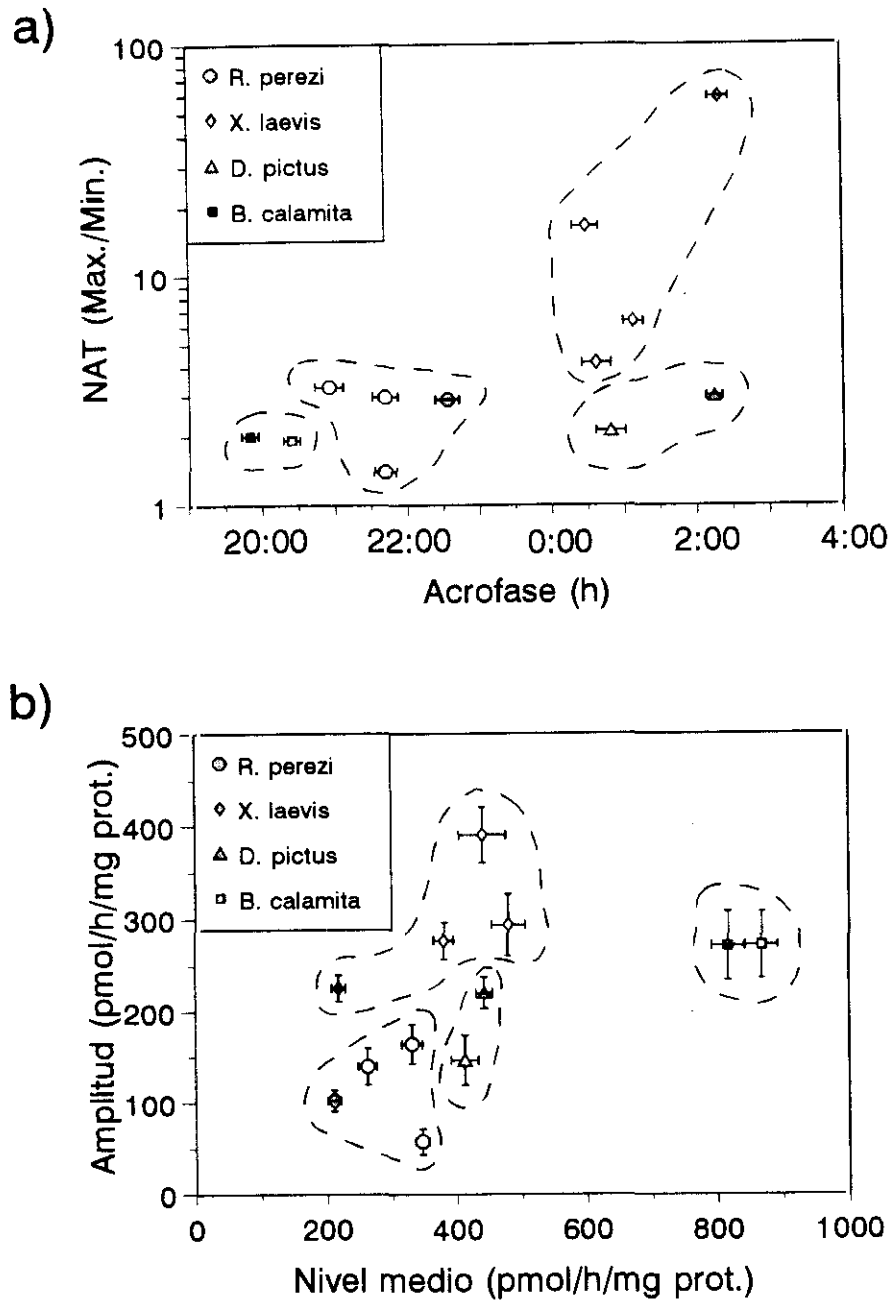 a)
100
10
1
NAT (Max./Min.)
R. perezi
X. laevis
D. pictus
B. calamita
20:00 22:00 0:00 2:00 4:00
Acrofase (h)
b)
500
400
300
200
100
0
Amplitud (pmol/h/mg prot.)
R. perezi
X. laevis
D. pictus
B. calamita
0 200 400 600 800 1000
Nivel medio (pmol/h/mg prot.)